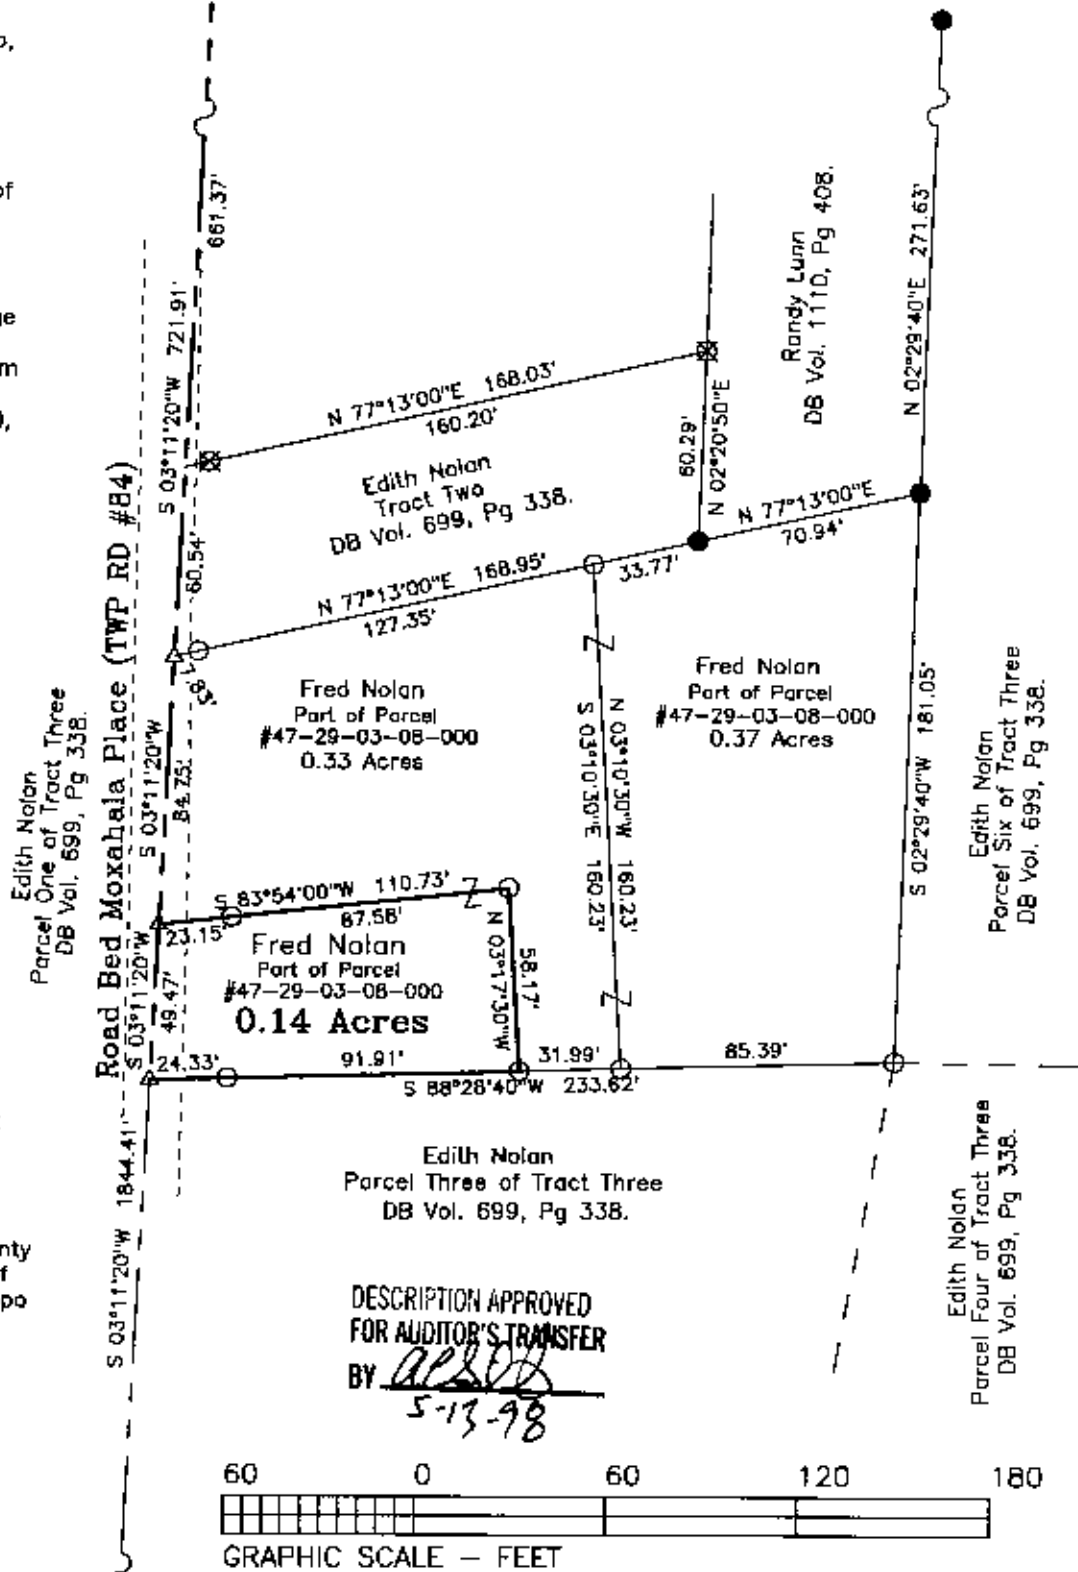 o,
of
ge
m
),
661.37'
S 03°11'20"W 721.91'
N 77°13'00"E 168.03'
160.20'
Edith Nolan
Tract Two
DB Vol. 699, Pg 338.
60.29'
N 02°20'50"E
Randy Lunn
DB Vol. 1110, Pg 408.
N 02°29'40"E 271.63'
N 77°13'00"E
70.94'
33.77'
60.54'
N 77°13'00"E 168.95'
127.35'
7.83'
Road Bed Moxahala Place (TWP RD #84)
Edith Nolan
Parcel One of Tract Three
DB Vol. 699, Pg 338.
S 03°11'20"W
84.75'
Fred Nolan
Part of Parcel
#47-29-03-08-000
0.33 Acres
S 03°10'30"E 160.23'
N 03°10'30"W 160.23'
Fred Nolan
Part of Parcel
#47-29-03-08-000
0.37 Acres
S 02°29'40"W 181.05'
Edith Nolan
Parcel Six of Tract Three
DB Vol. 699, Pg 338.
S 83°54'00"W 110.73'
23.15'
87.58'
S 03°11'20"W
49.47'
Fred Nolan
Part of Parcel
#47-29-03-08-000
0.14 Acres
N 03°17'30"W
58.17'
24.33'
91.91'
31.99'
85.39'
S 88°28'40"W 233.62'
S 03°11'20"W 1844.41'
Edith Nolan
Parcel Three of Tract Three
DB Vol. 699, Pg 338.
Edith Nolan
Parcel Four of Tract Three
DB Vol. 699, Pg 338.
nty
f
po
DESCRIPTION APPROVED
FOR AUDITOR'S TRANSFER
BY
5-13-98
60 0 60 120 180
GRAPHIC SCALE - FEET